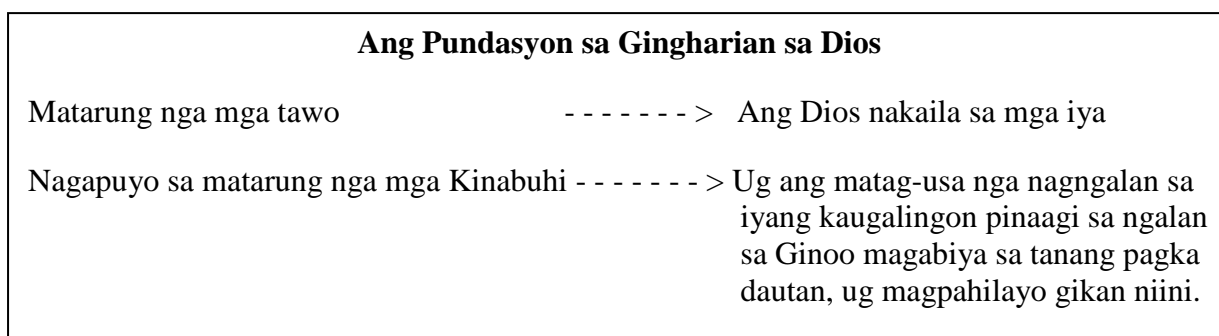 Ang Pundasyon sa Gingharian sa Dios
Matarung nga mga tawo - - - - - - - > Ang Dios nakaila sa mga iya
Nagapuyo sa matarung nga mga Kinabuhi - - - - - - - > Ug ang matag-usa nga nagngalan sa
iyang kaugalingon pinaagi sa ngalan
sa Ginoo magabiya sa tanang pagka
dautan, ug magpahilayo gikan niini.